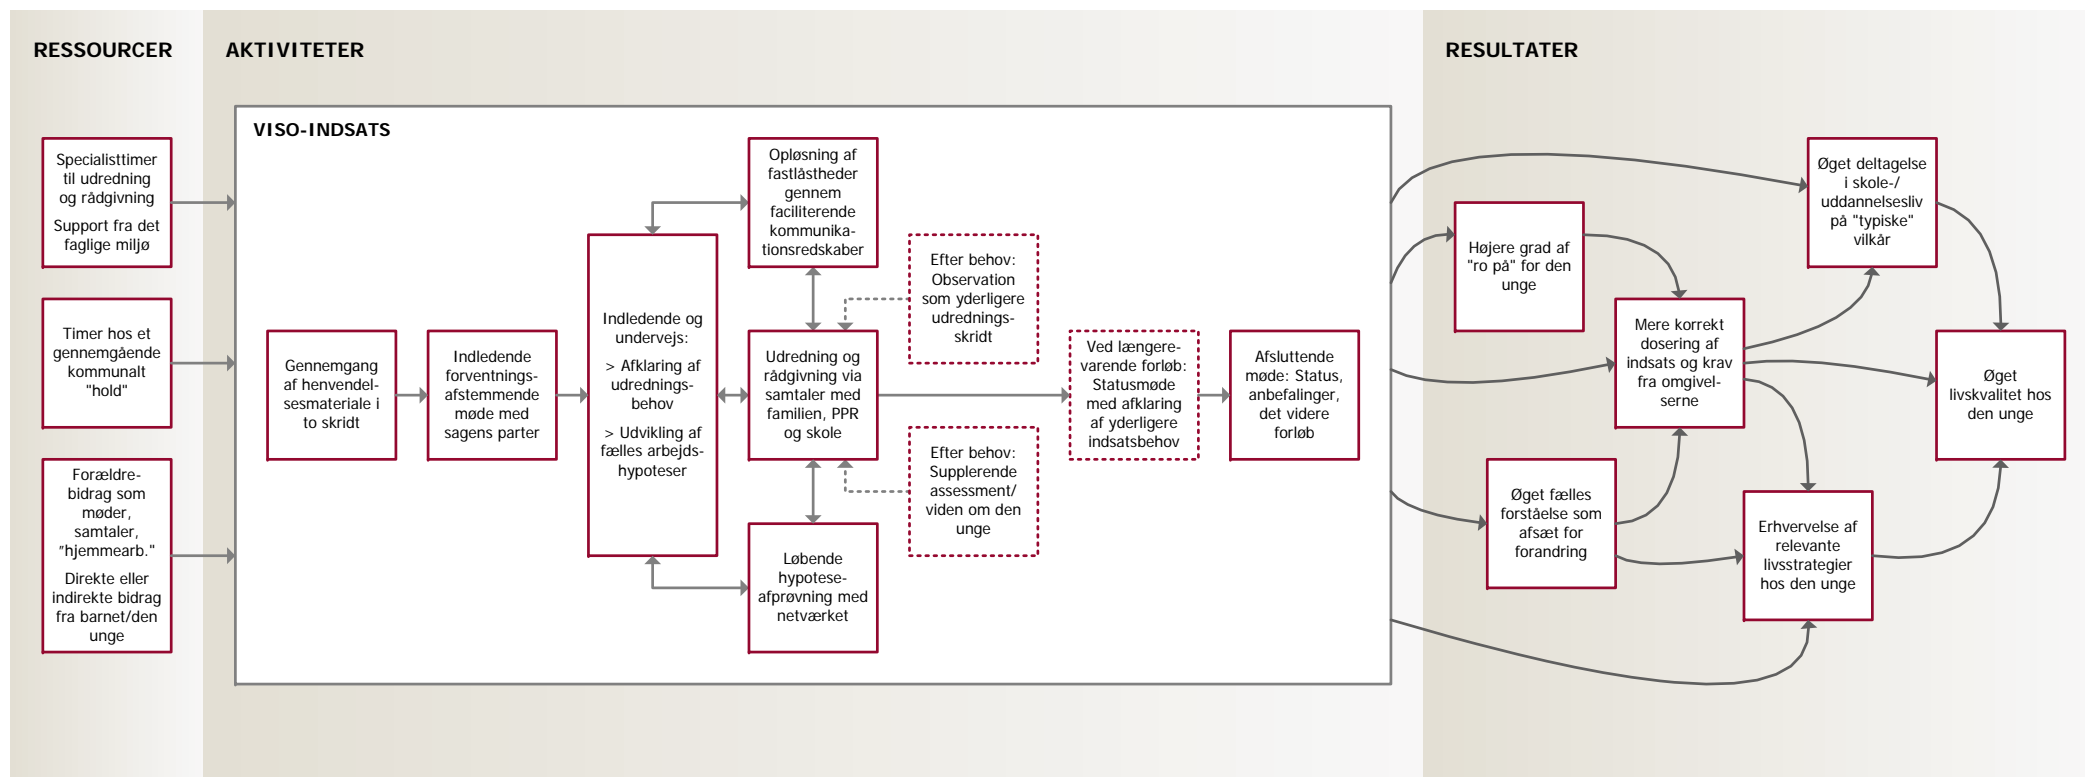 RESSOURCER
AKTIVITETER
RESULTATER
Specialisttimer
til udredning
og rådgivning
Support fra det
faglige miljø
Timer hos et
gennemgående
kommunalt
"hold"
Forældre-
bidrag som
møder,
samtaler,
"hjemmearb."
Direkte eller
indirekte bidrag
fra barnet/den
unge
VISO-INDSATS
Gennemgang
af henvendel-
sesmateriale i
to skridt
Indledende
forventnings-
afstemmende
møde med
sagens parter
Indledende og
undervejs:
> Afklaring af
udrednings-
behov
> Udvikling af
fælles arbejds-
hypoteser
Opløsning af
fastlåstheder
gennem
faciliterende
kommunika-
tionsredskaber
Udredning og
rådgivning via
samtaler med
familien, PPR
og skole
Løbende
hypotese-
afprøvning med
netværket
Efter behov:
Observation
som yderligere
udrednings-
skridt
Efter behov:
Supplerende
assessment/
viden om den
unge
Ved længere-
varende forløb:
Statusmøde
med afklaring
af yderligere
indsatsbehov
Afsluttende
møde: Status,
anbefalinger,
det videre
forløb
Højere grad af
"ro på" for den
unge
Øget fælles
forståelse som
afsæt for
forandring
Mere korrekt
dosering af
indsats og krav
fra omgivel-
serne
Øget deltagelse
i skole-/
uddannelsesliv
på "typiske"
vilkår
Erhvervelse af
relevante
livsstrategier
hos den unge
Øget
livskvalitet hos
den unge